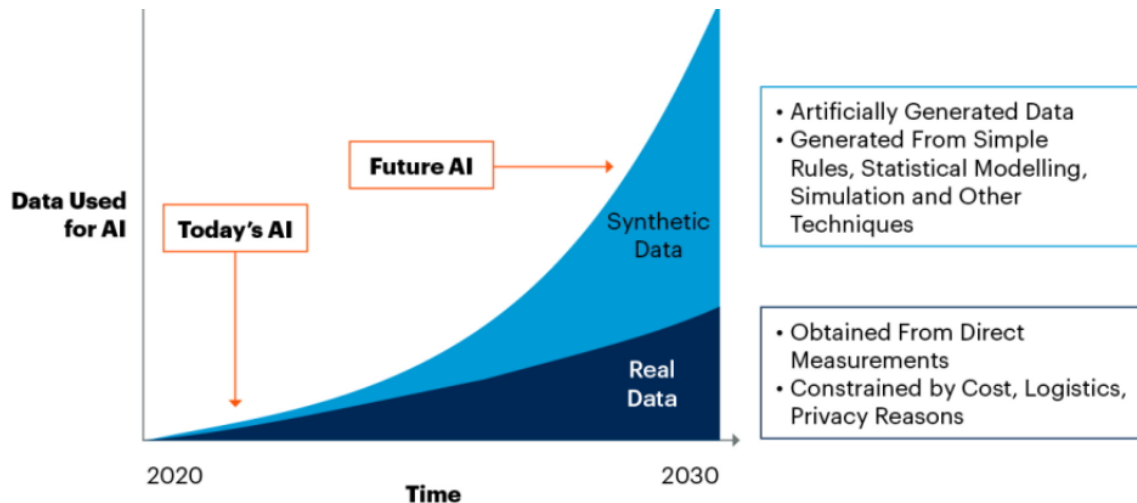 Data Used
for AI
Today's AI
Future AI
Synthetic
Data
Real
Data
2020
2030
Time
• Artificially Generated Data
• Generated From Simple
Rules, Statistical Modelling,
Simulation and Other
Techniques
• Obtained From Direct
Measurements
• Constrained by Cost, Logistics,
Privacy Reasons